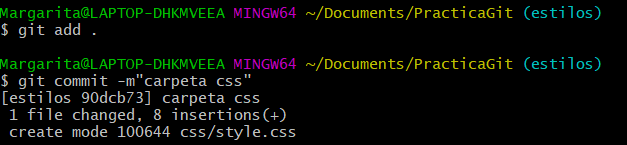 Margarita@LAPTOP-DHKMVEEA MINGW64 ~/Documents/PracticaGit (estilos)
$ git add .
Margarita@LAPTOP-DHKMVEEA MINGW64 ~/Documents/PracticaGit (estilos)
$ git commit -m"carpeta css"
[estilos 90dcb73] carpeta css
 1 file changed, 8 insertions(+)
 create mode 100644 css/style.css